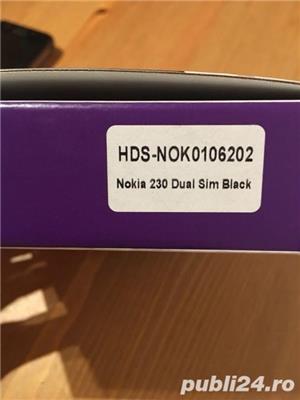 HDS-NOK0106202
Nokia 230 Dual Sim Black
publi24.ro